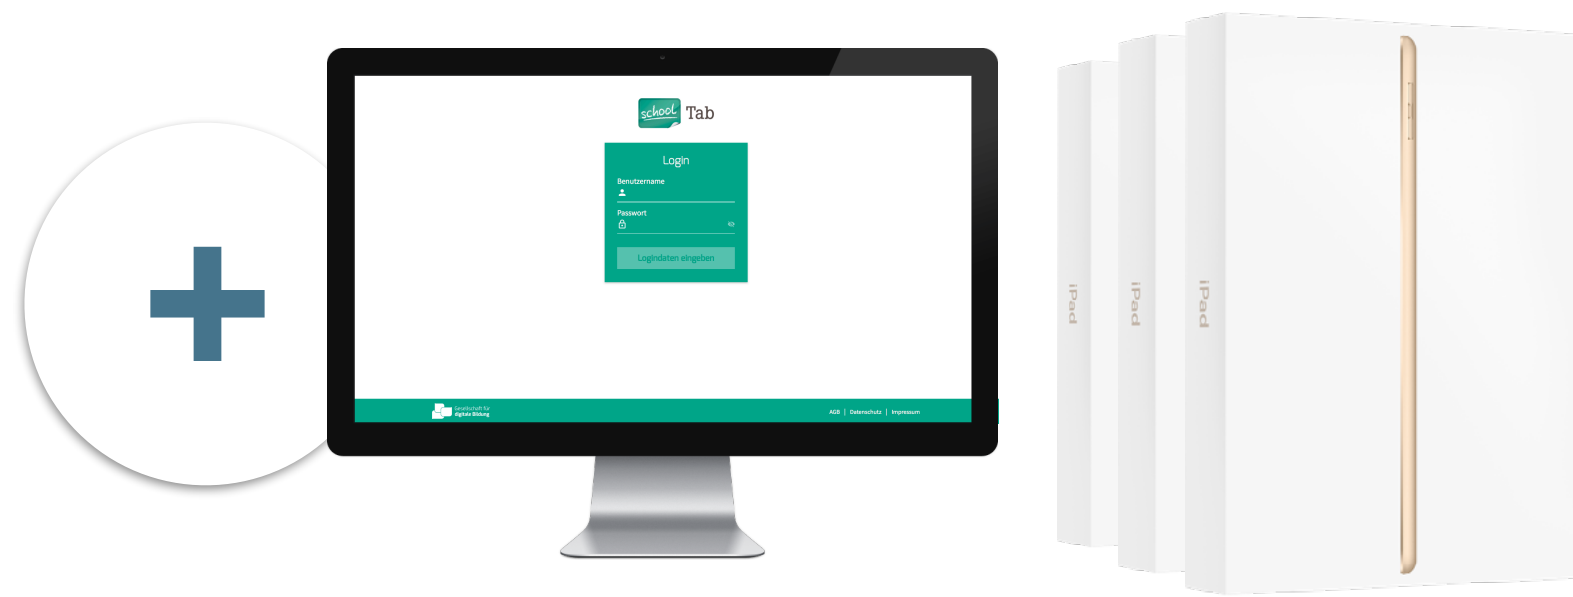 school Tab
Login
Benutzername
Passwort
Logindaten eingeben
Gesellschaft für
digitale Bildung
AGB | Datenschutz | Impressum
iPad
iPad
iPad